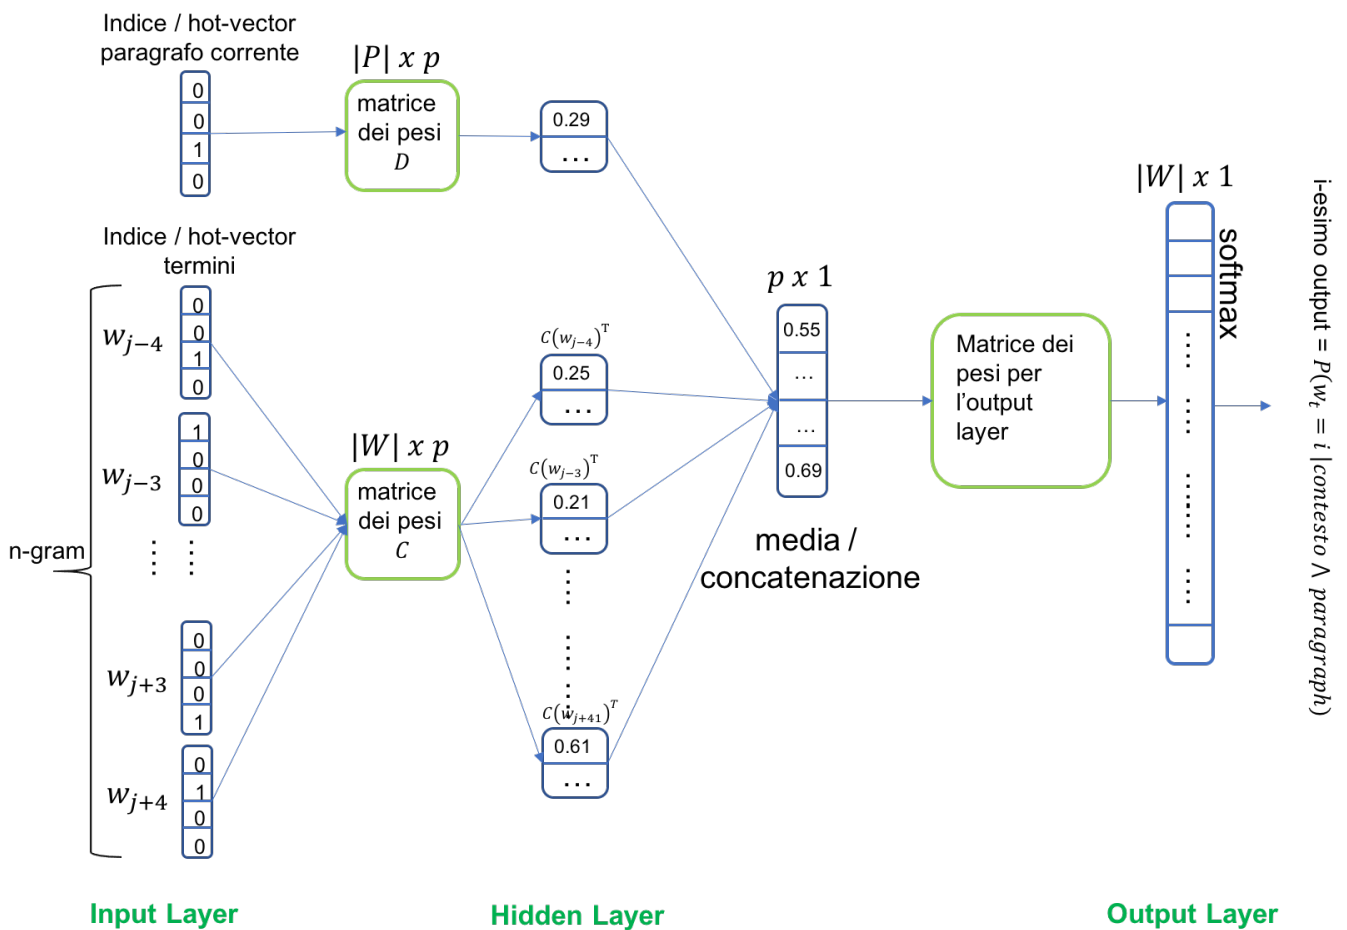 Indice / hot-vector
paragrafo corrente
0
0
1
0
|P| x p
matrice
dei pesi
D
0.29
...
Indice / hot-vector
termini
n-gram
w_{j−4}
0
0
1
0
w_{j−3}
1
0
0
0
w_{j+3}
0
0
0
1
w_{j+4}
0
1
0
0
|W| x p
matrice
dei pesi
C
C(w_{j−4})^T
0.25
...
C(w_{j−3})^T
0.21
...
C(w_{j+41})^T
0.61
...
p x 1
0.55
...
...
0.69
media /
concatenazione
Matrice dei
pesi per
l’output
layer
|W| x 1
softmax
i-esimo output = P(w_t = i |contesto ∧ paragraph)
Input Layer
Hidden Layer
Output Layer